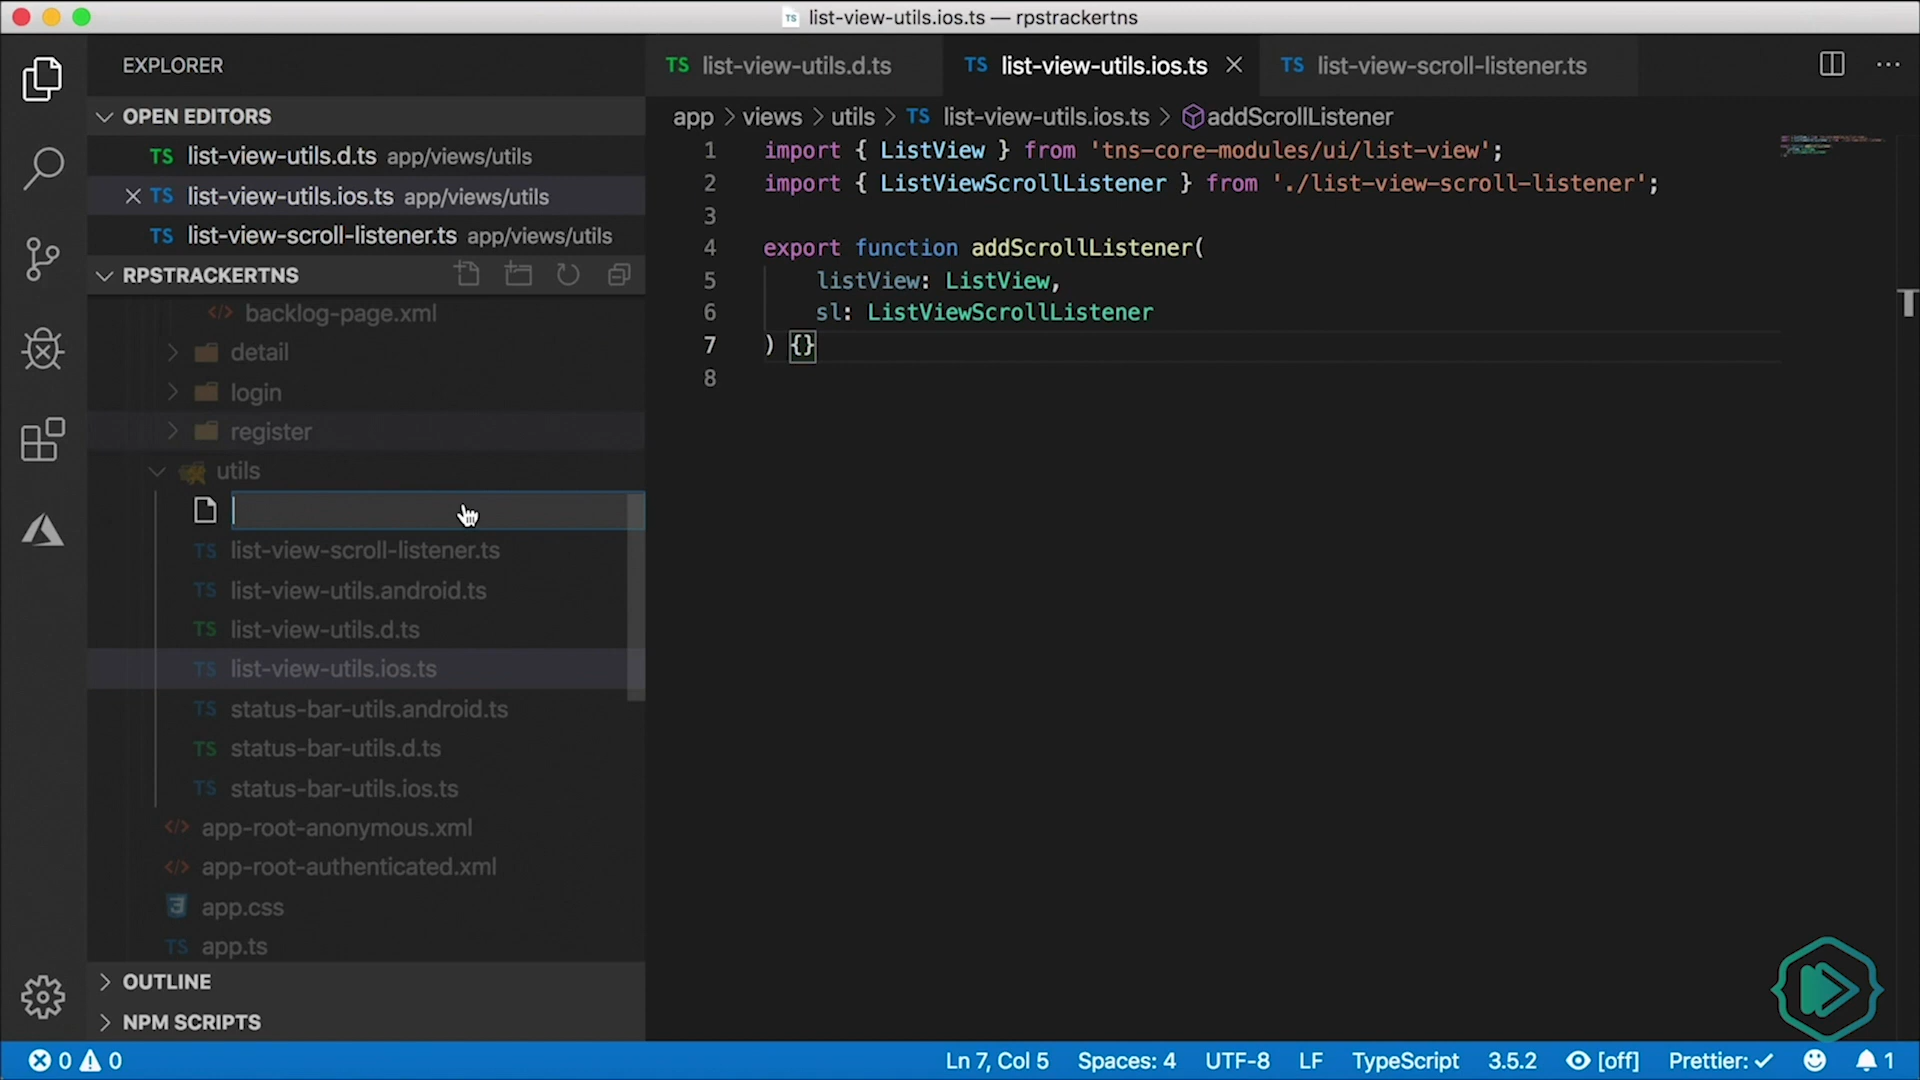 list-view-utils.ios.ts — rpstrackertns
EXPLORER
OPEN EDITORS
TS list-view-utils.d.ts app/views/utils
TS list-view-utils.ios.ts app/views/utils
TS list-view-scroll-listener.ts app/views/utils
RPSTRACKERTNS
backlog-page.xml
detail
login
register
utils
TS list-view-scroll-listener.ts
TS list-view-utils.android.ts
TS list-view-utils.d.ts
TS list-view-utils.ios.ts
TS status-bar-utils.android.ts
TS status-bar-utils.d.ts
TS status-bar-utils.ios.ts
app-root-anonymous.xml
app-root-authenticated.xml
app.css
TS app.ts
OUTLINE
NPM SCRIPTS
TS list-view-utils.d.ts
TS list-view-utils.ios.ts
TS list-view-scroll-listener.ts
app > views > utils > TS list-view-utils.ios.ts > addScrollListener
1 import { ListView } from 'tns-core-modules/ui/list-view';
2 import { ListViewScrollListener } from './list-view-scroll-listener';
3
4 export function addScrollListener(
5 listView: ListView,
6 sl: ListViewScrollListener
7 ) {}
8
0 0
Ln 7, Col 5 Spaces: 4 UTF-8 LF TypeScript 3.5.2 [off] Prettier: ✓ 1